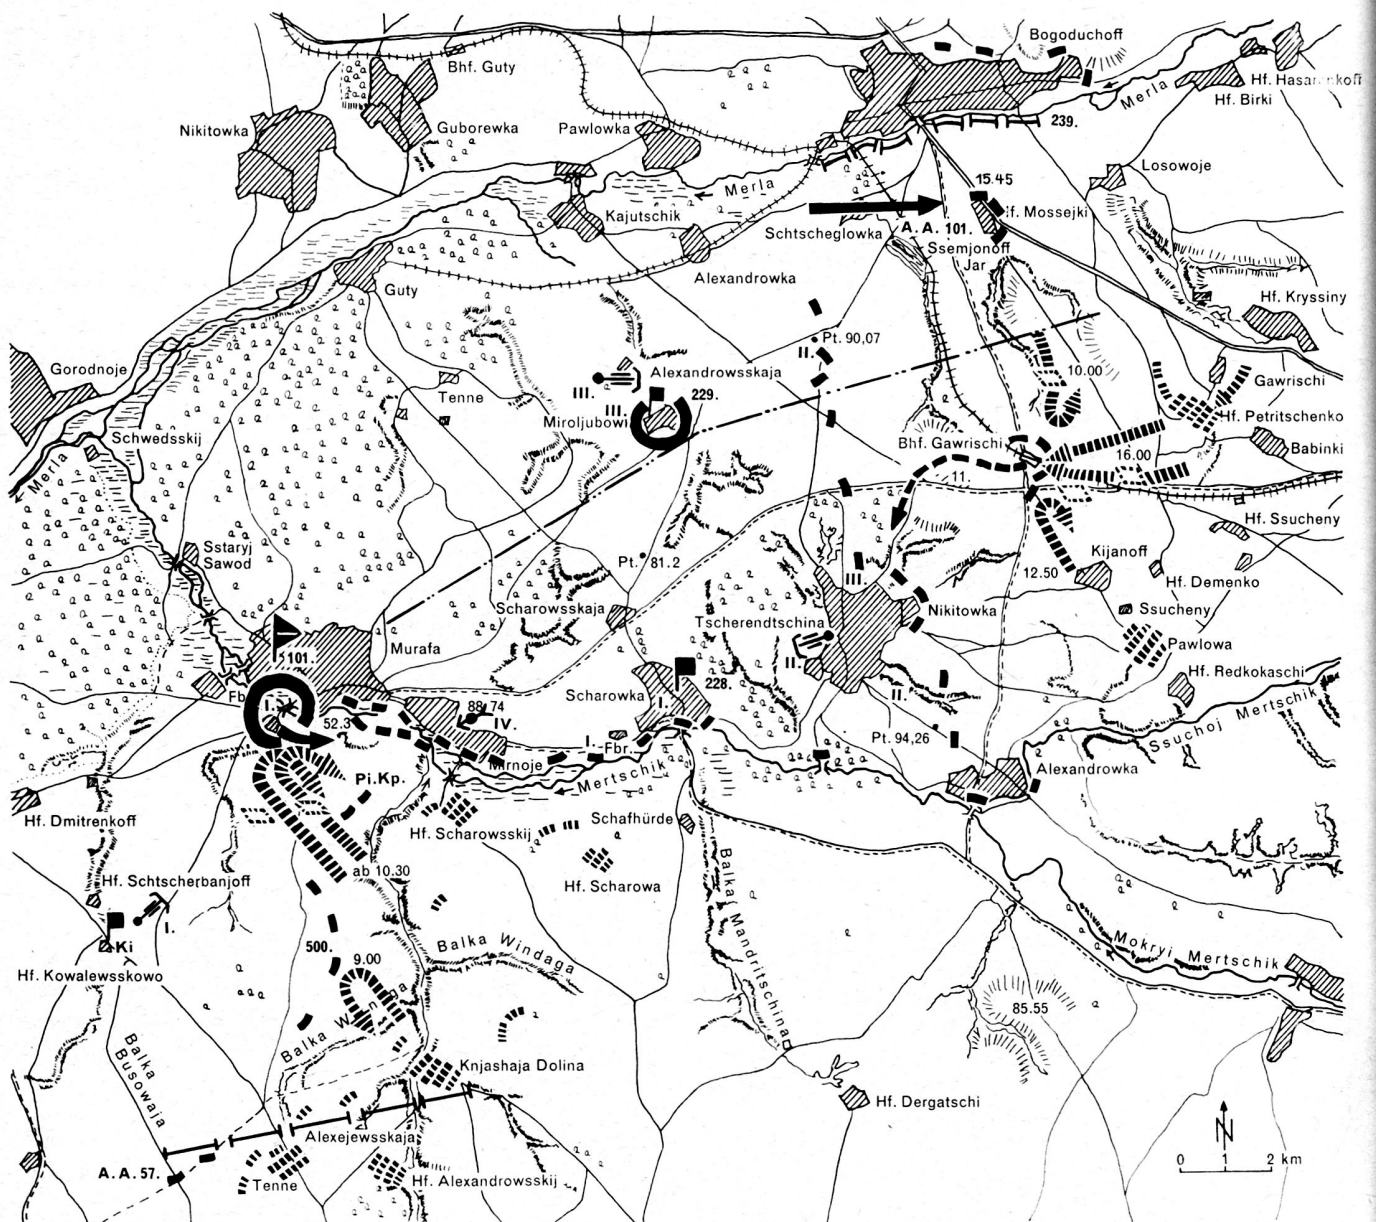 Bogoduchoff
Bhf. Guty
Hf. Birki
Merla
239.
Nikitowka
Guborewka
Pawlowka
Losowoje
15.45
Merla
Kajutschik
Hf. Mossejki
Schtscheglowka
A.A. 101.
Ssemjonoff
Jar
Alexandrowka
Guty
Hf. Kryssiny
Pt. 90,07
II.
Gorodnoje
Alexandrowsskaja
10.00
Gawrischi
Tenne
III.
III.
229.
Miroljubowi
Hf. Petritschenko
Schwedsskij
Bhf. Gawrischi
16.00
Babinki
Merla
11.
Hf. Ssucheny
Sstaryj
Sawod
Pt. 81.2
Kijanoff
12.50
III.
Hf. Demenko
Scharowsskaja
Nikitowka
Ssucheny
Tscherendtschina
Pawlowa
Murafa
101.
II.
Hf. Redkokaschi
Fb
I.
Scharowka
I.
228.
II.
52.3
88,74
IV.
Ssuchoj Mertschik
Pt. 94,26
I.
Fbr.
Mirnoje
Mertschik
Alexandrowka
Pi.Kp.
Hf. Dmitrenkoff
Hf. Scharowsskij
Schafhürde
ab 10.30
Hf. Scharowa
Hf. Schtscherbanjoff
I.
Ki
Balkaj Mandritschina
500.
Balka Windaga
Mokryi Mertschik
9.00
Hf. Kowalewsskowo
85.55
Balka Windaga
Balka
Busowaja
Knjashaja Dolina
Hf. Dergatschi
N
Alexejewsskaja
A.A. 57.
Tenne
Hf. Alexandrowsskij
0 1 2 km